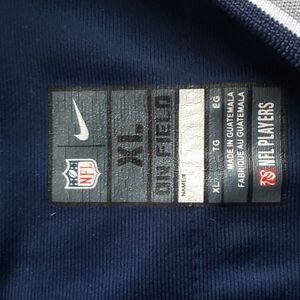 NFL
XL
ON FIELD
NAME/#
XL TG EG
MADE IN GUATEMALA
FABRIQUÉ AU GUATEMALA
NFL PLAYERS